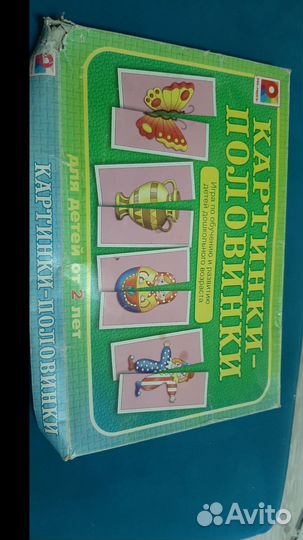 КАРТИНКИ-
ПОЛОВИНКИ
Игра по обучению и развитию
детей дошкольного возраста
для детей от 2 лет
КАРТИНКИ-ПОЛОВИНКИ
Avito